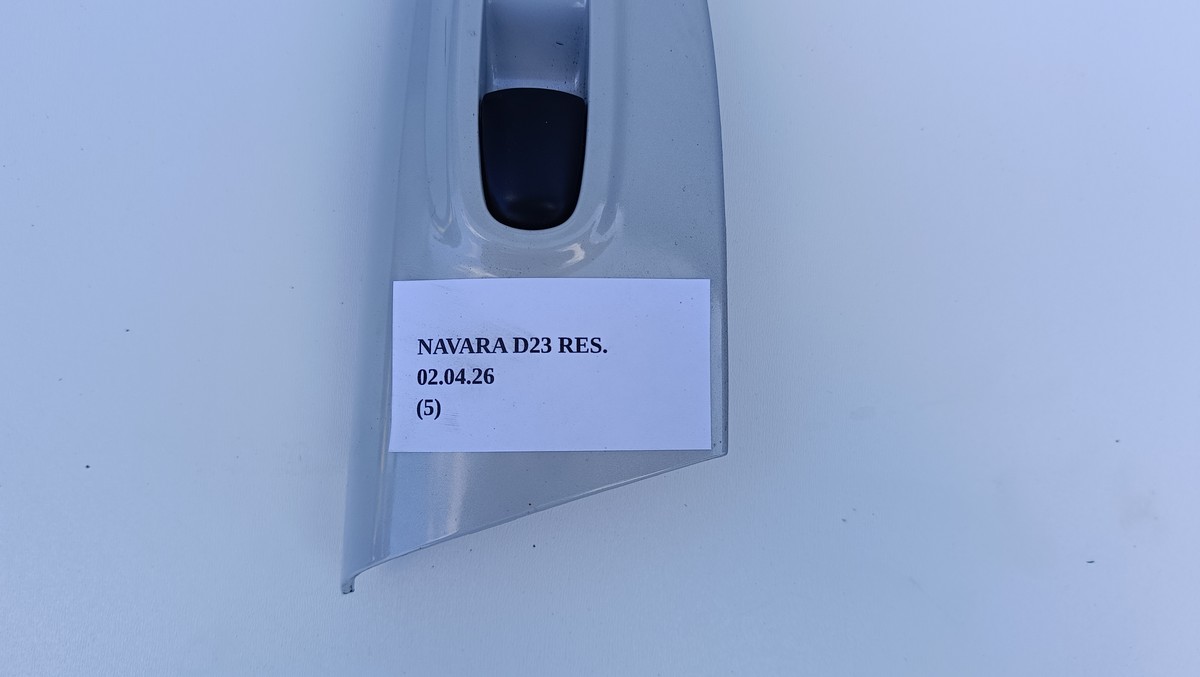 NAVARA D23 RES.
02.04.26
(5)